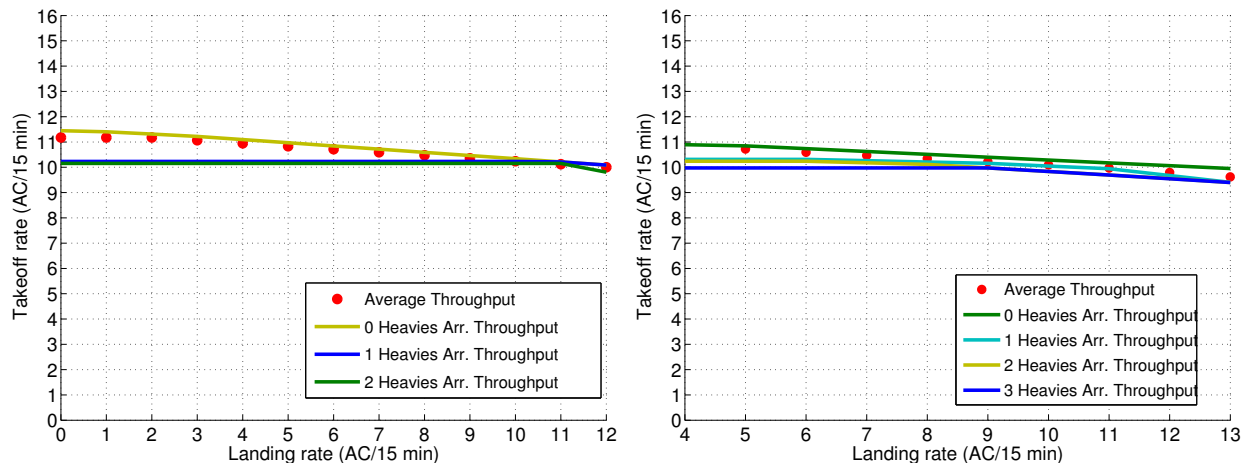 16
15
14
13
12
11
10
9
8
7
6
5
4
3
2
1
0
Takeoff rate (AC/15 min)
0 1 2 3 4 5 6 7 8 9 10 11 12
Landing rate (AC/15 min)
Average Throughput
0 Heavies Arr. Throughput
1 Heavies Arr. Throughput
2 Heavies Arr. Throughput
16
15
14
13
12
11
10
9
8
7
6
5
4
3
2
1
0
Takeoff rate (AC/15 min)
4 5 6 7 8 9 10 11 12 13
Landing rate (AC/15 min)
Average Throughput
0 Heavies Arr. Throughput
1 Heavies Arr. Throughput
2 Heavies Arr. Throughput
3 Heavies Arr. Throughput